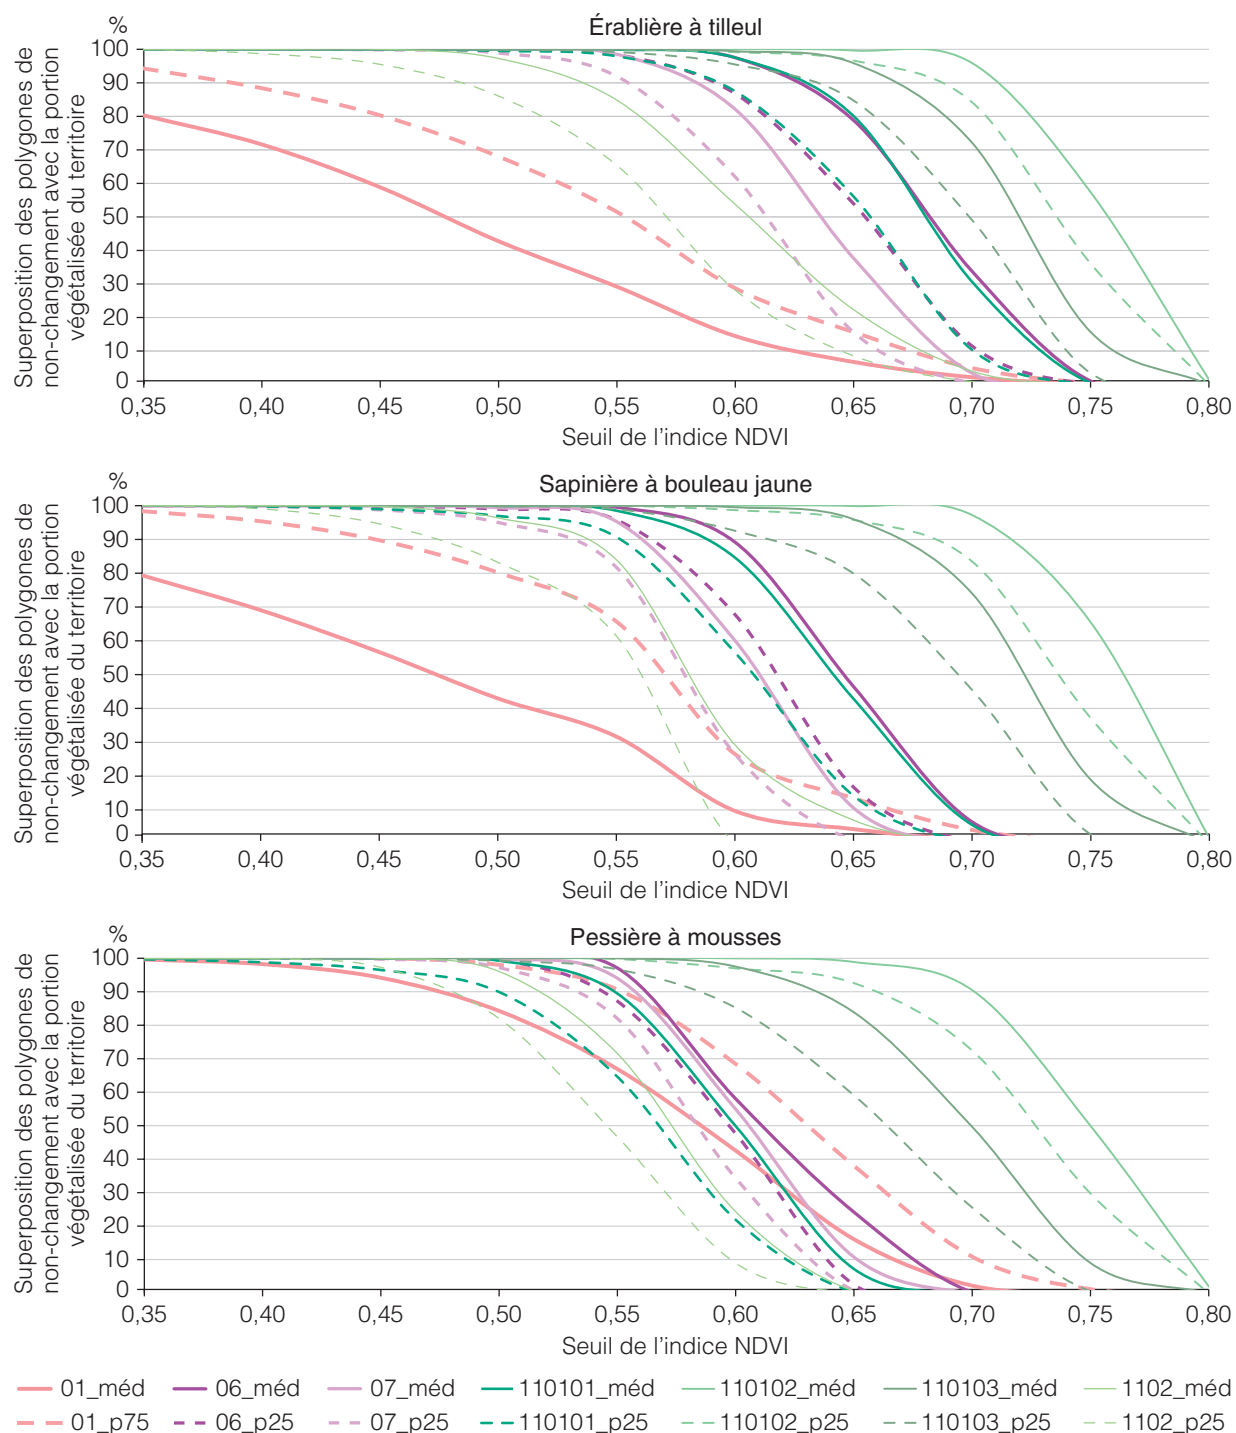 Érablière à tilleul
%
Superposition des polygones de
non-changement avec la portion
végétalisée du territoire
100
90
80
70
60
50
40
30
20
10
0
0,35 0,40 0,45 0,50 0,55 0,60 0,65 0,70 0,75 0,80
Seuil de l'indice NDVI
Sapinière à bouleau jaune
%
Superposition des polygones de
non-changement avec la portion
végétalisée du territoire
100
90
80
70
60
50
40
30
20
10
0
0,35 0,40 0,45 0,50 0,55 0,60 0,65 0,70 0,75 0,80
Seuil de l'indice NDVI
Pessière à mousses
%
Superposition des polygones de
non-changement avec la portion
végétalisée du territoire
100
90
80
70
60
50
40
30
20
10
0
0,35 0,40 0,45 0,50 0,55 0,60 0,65 0,70 0,75 0,80
Seuil de l'indice NDVI
01_méd 06_méd 07_méd 110101_méd 110102_méd 110103_méd 1102_méd
01_p75 06_p25 07_p25 110101_p25 110102_p25 110103_p25 1102_p25